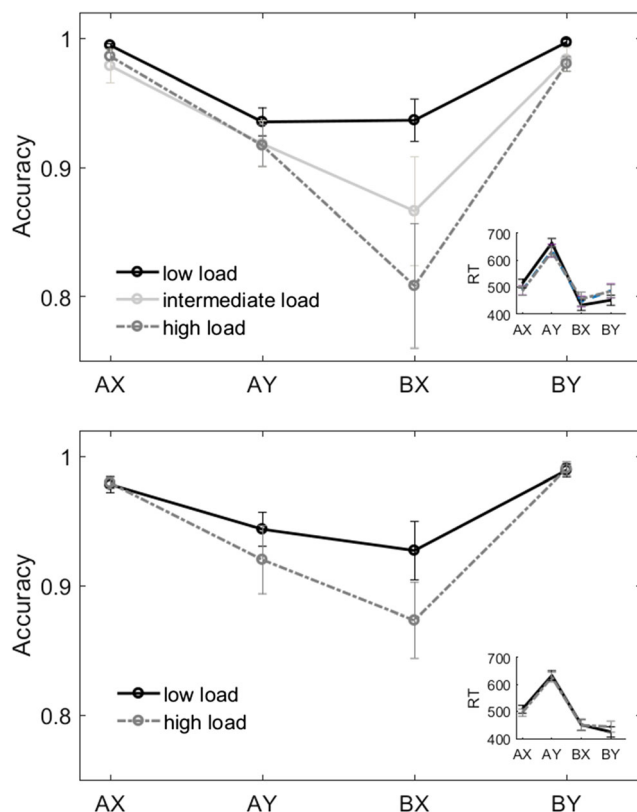 1
0.9
0.8
Accuracy
low load
intermediate load
high load
700
600
500
400
RT
AX AY BX BY
AX AY BX BY
1
0.9
0.8
Accuracy
low load
high load
700
600
500
400
RT
AX AY BX BY
AX AY BX BY